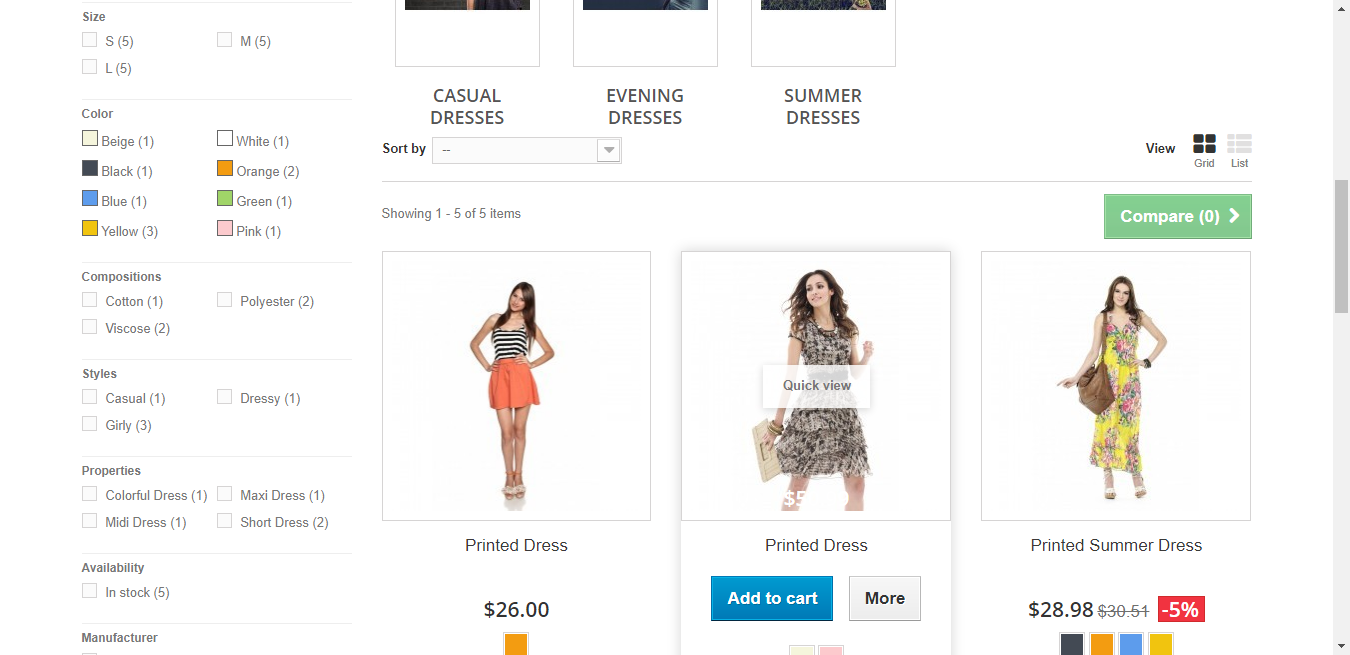 Size
S (5)
M (5)
L (5)
Color
Beige (1)
White (1)
Black (1)
Orange (2)
Blue (1)
Green (1)
Yellow (3)
Pink (1)
Compositions
Cotton (1)
Polyester (2)
Viscose (2)
Styles
Casual (1)
Dressy (1)
Girly (3)
Properties
Colorful Dress (1)
Maxi Dress (1)
Midi Dress (1)
Short Dress (2)
Availability
In stock (5)
Manufacturer
CASUAL
DRESSES
EVENING
DRESSES
SUMMER
DRESSES
Sort by
--
View
Grid
List
Showing 1 - 5 of 5 items
Compare (0)
Quick view
Printed Dress
$26.00
Printed Dress
Add to cart
More
Printed Summer Dress
$28.98 $30.51 -5%